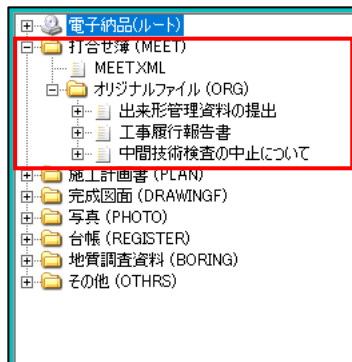 電子納品(ルート)
打合せ簿 (MEET)
MEET.XML
オリジナルファイル (ORG)
出来形管理資料の提出
工事履行報告書
中間技術検査の中止について
施工計画書 (PLAN)
完成図面 (DRAWINGF)
写真 (PHOTO)
台帳 (REGISTER)
地質調査資料 (BORING)
その他 (OTHRS)